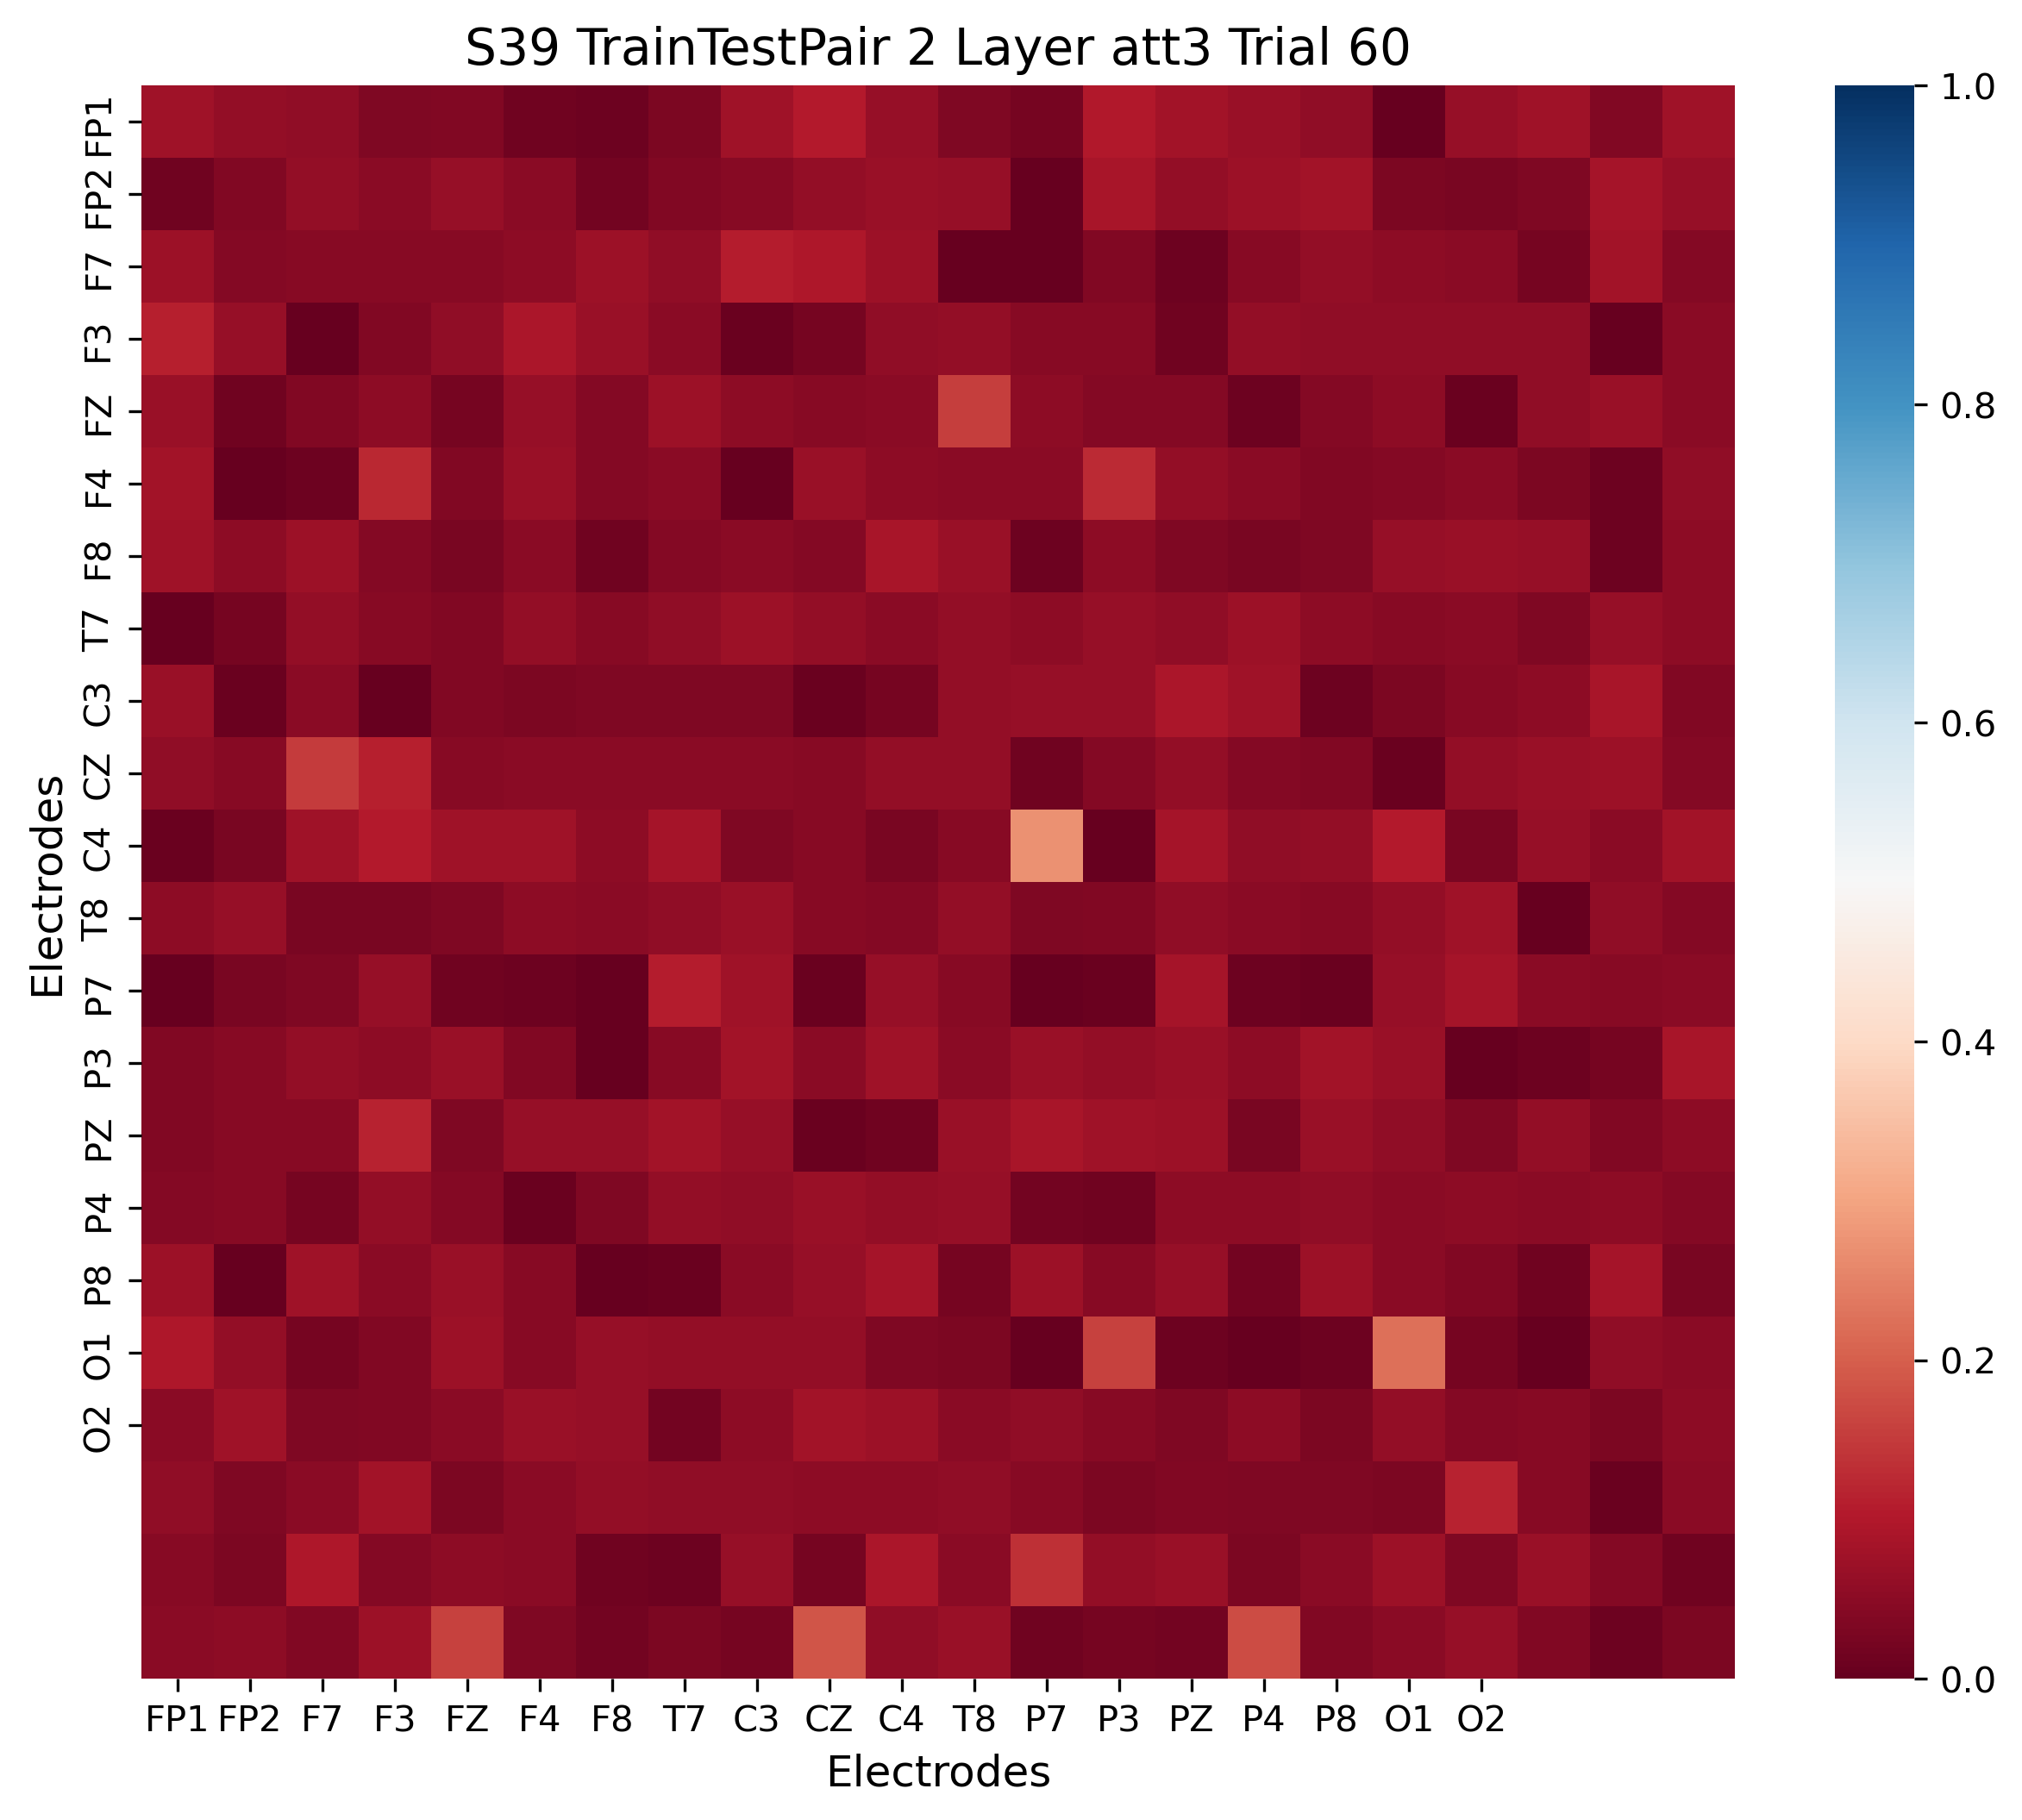 S39 TrainTestPair 2 Layer att3 Trial 60
Electrodes
FP1
FP2
F7
F3
FZ
F4
F8
T7
C3
CZ
C4
T8
P7
P3
PZ
P4
P8
O1
O2
FP1 FP2 F7 F3 FZ F4 F8 T7 C3 CZ C4 T8 P7 P3 PZ P4 P8 O1 O2
Electrodes
1.0
0.8
0.6
0.4
0.2
0.0